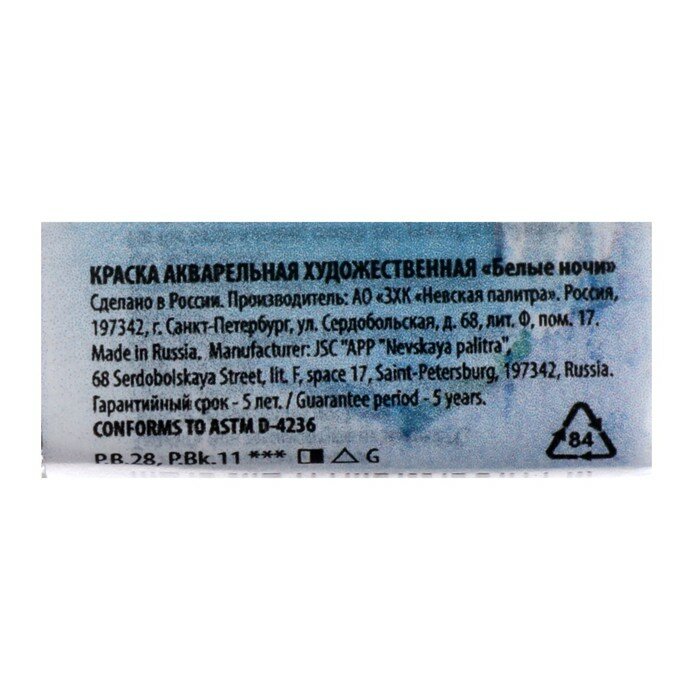 КРАСКА АКВАРЕЛЬНАЯ ХУДОЖЕСТВЕННАЯ «Белые ночи»
Сделано в России. Производитель: АО «ЗХК «Невская палитра». Россия,
197342, г. Санкт-Петербург, ул. Сердобольская, д. 68, лит. Ф, пом. 17.
Made in Russia. Manufacturer: JSC "APP "Nevskaya palitra",
68 Serdobolskaya Street, lit. F, space 17, Saint-Petersburg, 197342, Russia.
Гарантийный срок - 5 лет. / Guarantee period - 5 years.
CONFORMS TO ASTM D-4236
P.B.28, P.Bk.11 *** G
84